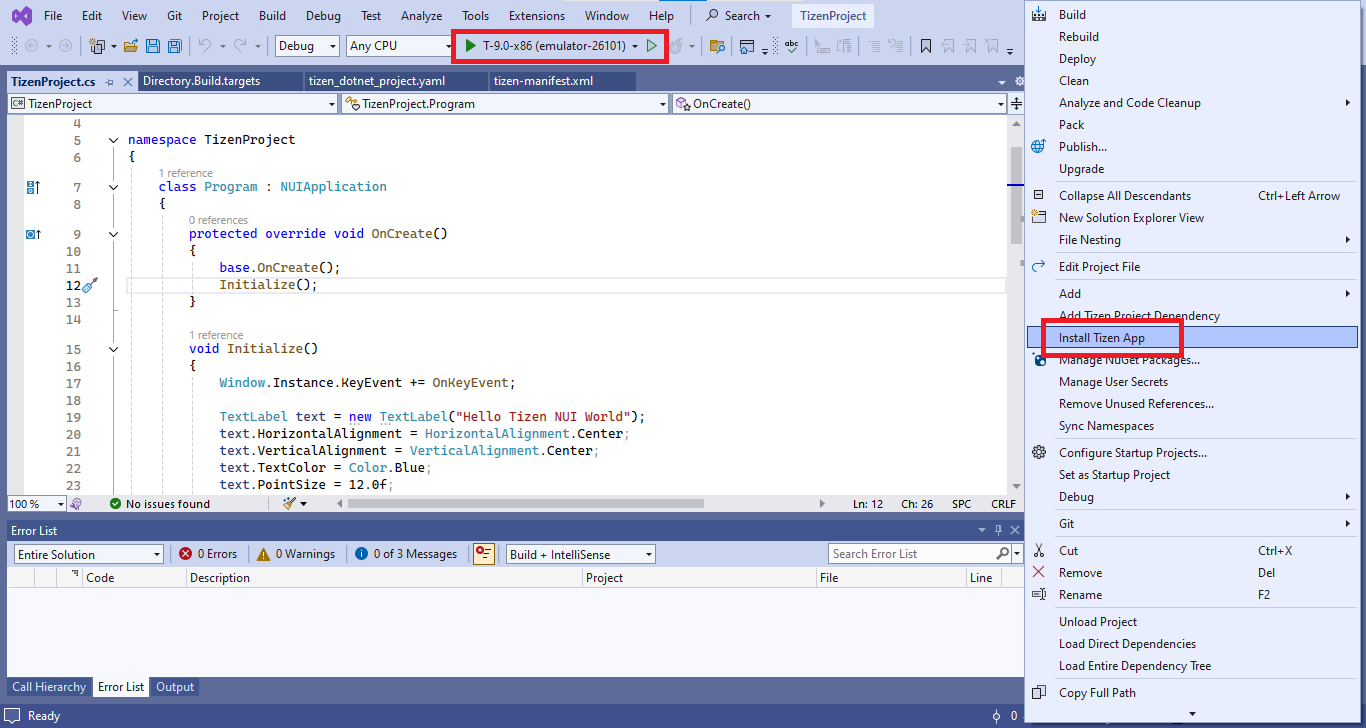 File Edit View Git Project Build Debug Test Analyze Tools Extensions Window Help Search TizenProject
Debug Any CPU T-9.0-x86 (emulator-26101)
TizenProject.cs Directory.Build.targets tizen_dotnet_project.yaml tizen-manifest.xml
TizenProject TizenProject.Program OnCreate()
4
5 namespace TizenProject
6 {
1 reference
7 class Program : NUIApplication
8 {
0 references
9 protected override void OnCreate()
10 {
11 base.OnCreate();
12 Initialize();
13 }
14
1 reference
15 void Initialize()
16 {
17 Window.Instance.KeyEvent += OnKeyEvent;
18
19 TextLabel text = new TextLabel("Hello Tizen NUI World");
20 text.HorizontalAlignment = HorizontalAlignment.Center;
21 text.VerticalAlignment = VerticalAlignment.Center;
22 text.TextColor = Color.Blue;
23 text.PointSize = 12.0f;
100 % No issues found Ln: 12 Ch: 26 SPC CRLF
Error List
Entire Solution 0 Errors 0 Warnings 0 of 3 Messages Build + IntelliSense Search Error List
Code Description Project File Line
Call Hierarchy Error List Output
Ready 0
Build
Rebuild
Deploy
Clean
Analyze and Code Cleanup
Pack
Publish...
Upgrade
Collapse All Descendants Ctrl+Left Arrow
New Solution Explorer View
File Nesting
Edit Project File
Add
Add Tizen Project Dependency
Install Tizen App
Manage NuGet Packages...
Manage User Secrets
Remove Unused References...
Sync Namespaces
Configure Startup Projects...
Set as Startup Project
Debug
Git
Cut Ctrl+X
Remove Del
Rename F2
Unload Project
Load Direct Dependencies
Load Entire Dependency Tree
Copy Full Path